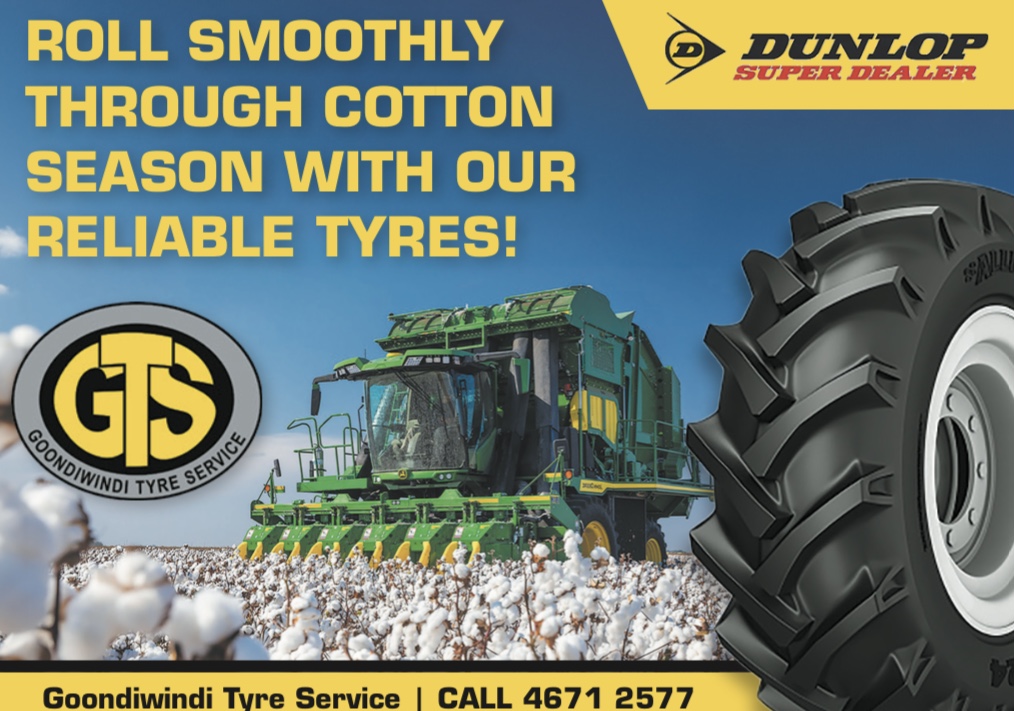 ROLL SMOOTHLY
THROUGH COTTON
SEASON WITH OUR
RELIABLE TYRES!
D DUNLOP
SUPER DEALER
GTS
GOONDIWINDI TYRE SERVICE
Goondiwindi Tyre Service | CALL 4671 2577